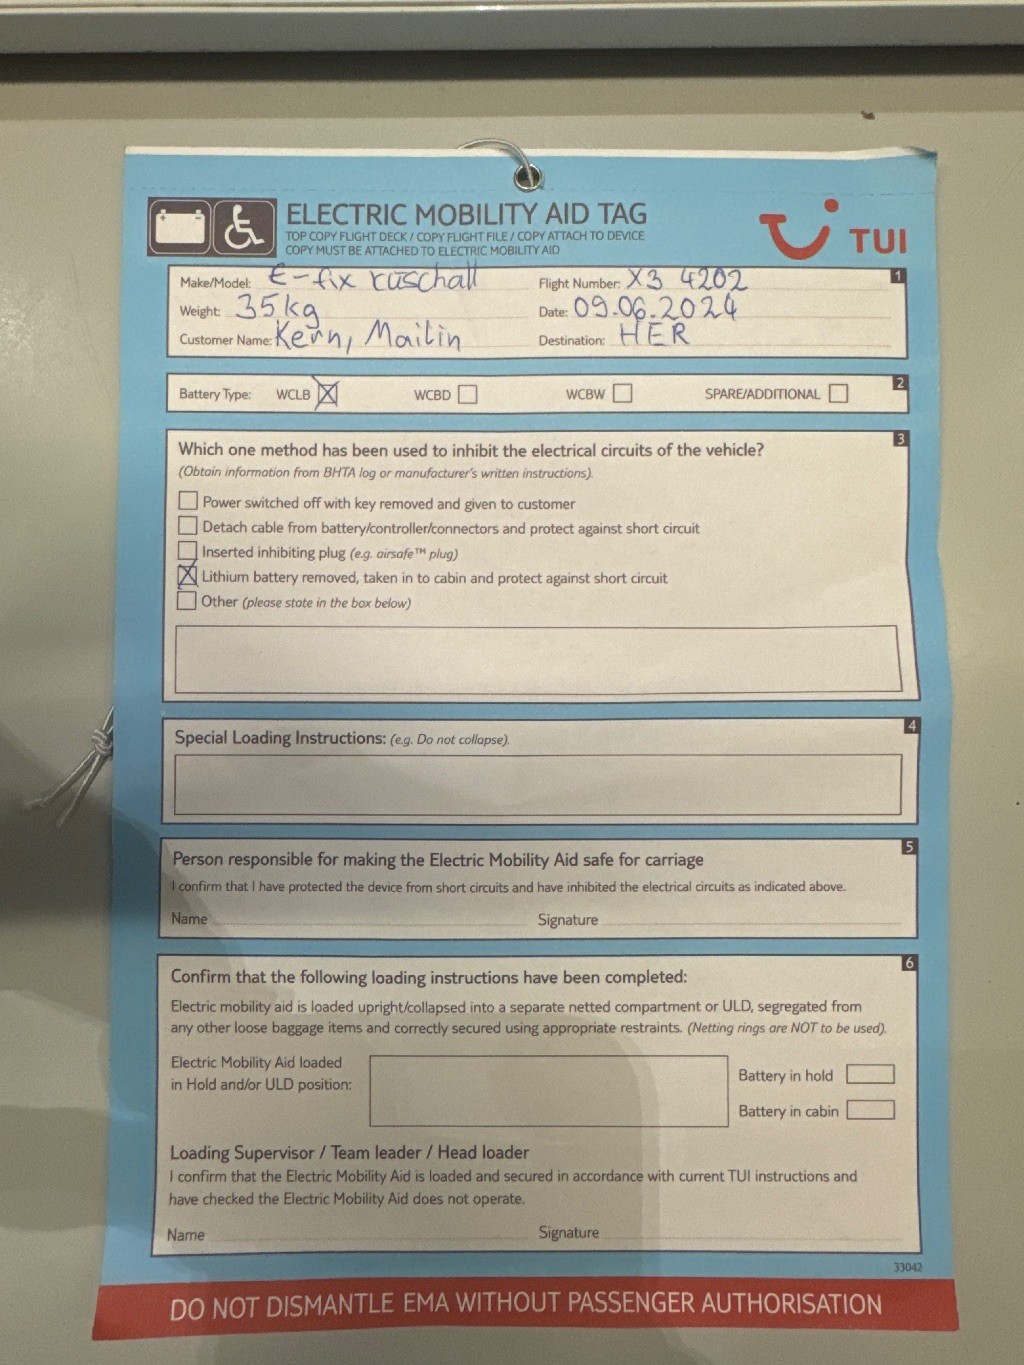 ELECTRIC MOBILITY AID TAG
TOP COPY FLIGHT DECK / COPY FLIGHT FILE / COPY ATTACH TO DEVICE
COPY MUST BE ATTACHED TO ELECTRIC MOBILITY AID
TUI
1
Make/Model: E-fix rüschall
Flight Number: X3 4202
Weight: 35kg
Date: 09.06.2024
Customer Name: Kern, Mailin
Destination: HER
2
Battery Type: WCLB WCBD WCBW SPARE/ADDITIONAL
3
Which one method has been used to inhibit the electrical circuits of the vehicle?
(Obtain information from BHTA log or manufacturer's written instructions).
Power switched off with key removed and given to customer
Detach cable from battery/controller/connectors and protect against short circuit
Inserted inhibiting plug (e.g. airsafe™ plug)
Lithium battery removed, taken in to cabin and protect against short circuit
Other (please state in the box below)
4
Special Loading Instructions: (e.g. Do not collapse).
5
Person responsible for making the Electric Mobility Aid safe for carriage
I confirm that I have protected the device from short circuits and have inhibited the electrical circuits as indicated above.
Name Signature
6
Confirm that the following loading instructions have been completed:
Electric mobility aid is loaded upright/collapsed into a separate netted compartment or ULD, segregated from
any other loose baggage items and correctly secured using appropriate restraints. (Netting rings are NOT to be used).
Electric Mobility Aid loaded
in Hold and/or ULD position:
Battery in hold
Battery in cabin
Loading Supervisor / Team leader / Head loader
I confirm that the Electric Mobility Aid is loaded and secured in accordance with current TUI instructions and
have checked the Electric Mobility Aid does not operate.
Name Signature
33042
DO NOT DISMANTLE EMA WITHOUT PASSENGER AUTHORISATION